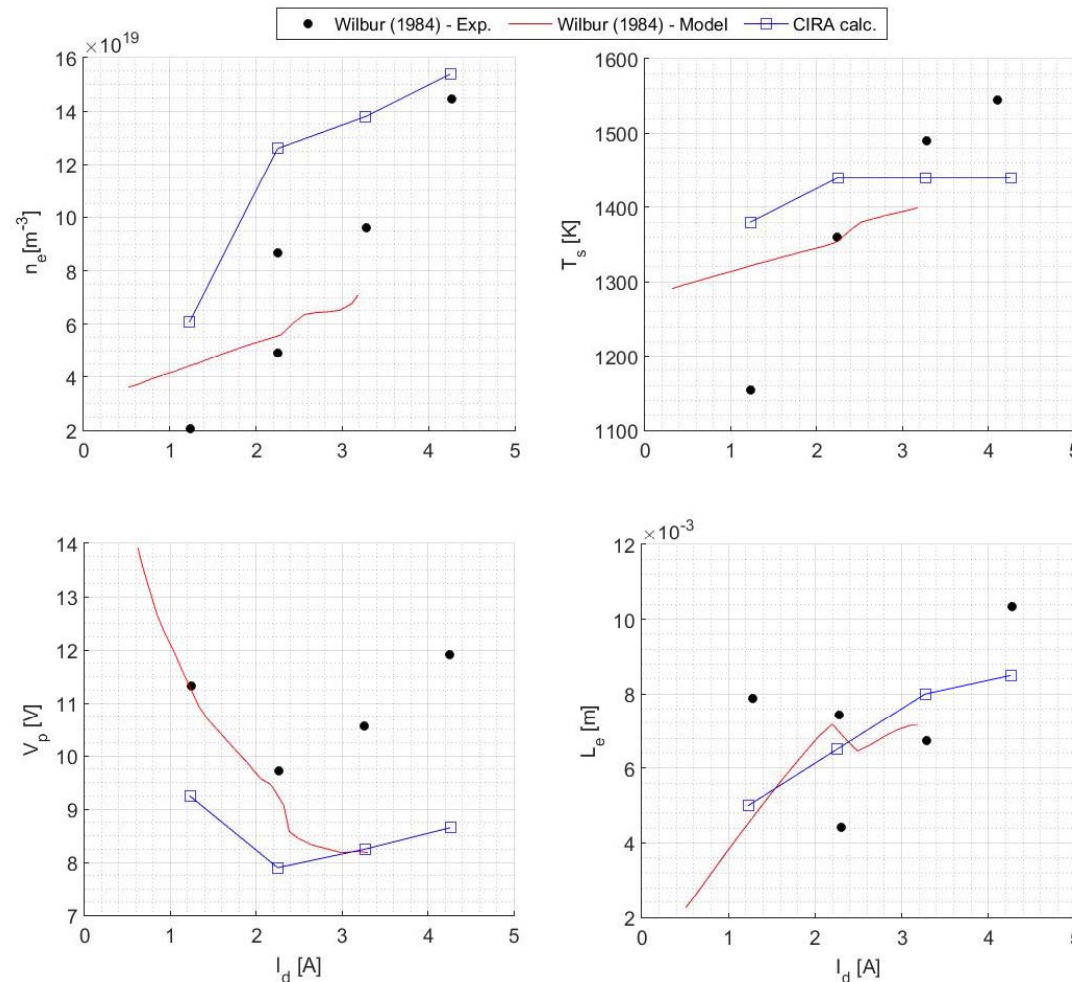 Wilbur (1984) - Exp. Wilbur (1984) - Model CIRA calc.
×10^19
16
14
12
10
8
6
4
2
n_e[m^-3]
0 1 2 3 4 5
1600
1500
1400
1300
1200
1100
T_s [K]
0 1 2 3 4 5
14
13
12
11
10
9
8
7
V_p [V]
0 1 2 3 4 5
I_d [A]
×10^-3
12
10
8
6
4
2
L_e [m]
0 1 2 3 4 5
I_d [A]